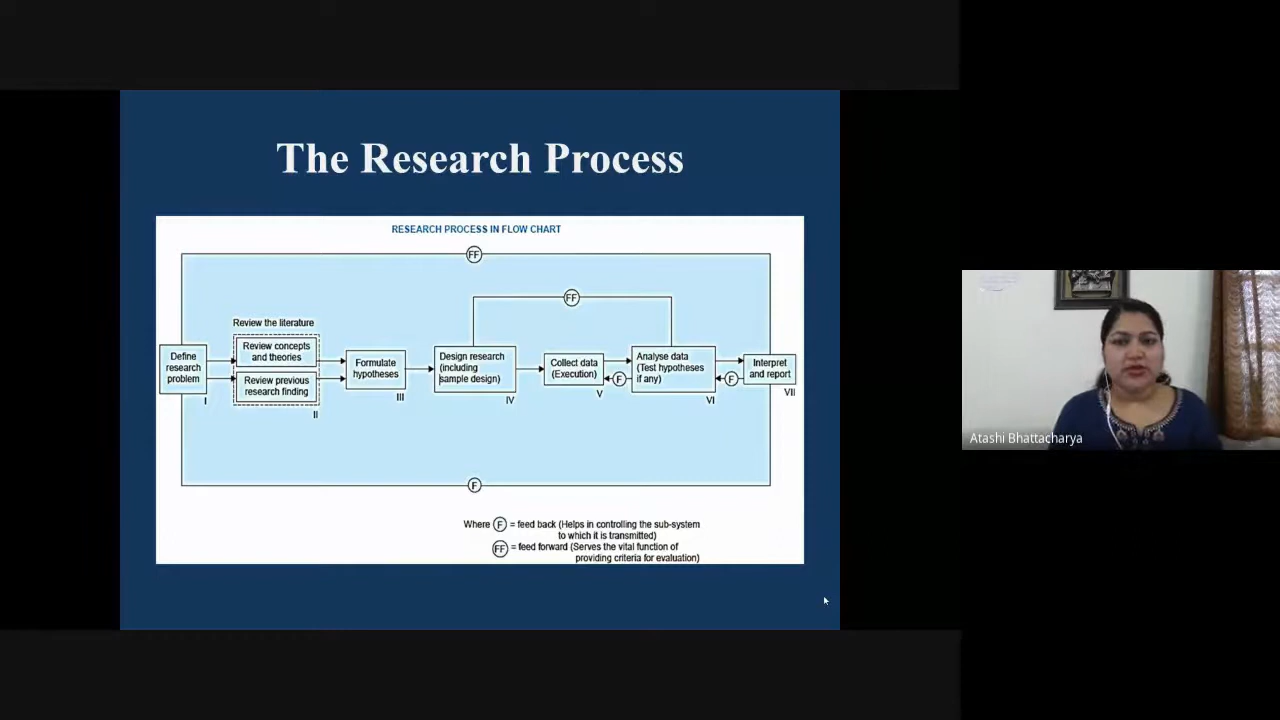 The Research Process
RESEARCH PROCESS IN FLOW CHART
FF
FF
Review the literature
Define
research
problem
I
Review concepts
and theories
Review previous
research finding
II
Formulate
hypotheses
III
Design research
(including
sample design)
IV
Collect data
(Execution)
V
F
Analyse data
(Test hypotheses
if any)
VI
F
Interpret
and report
VII
F
Where F = feed back (Helps in controlling the sub-system
to which it is transmitted)
FF = feed forward (Serves the vital function of
providing criteria for evaluation)
Atashi Bhattacharya